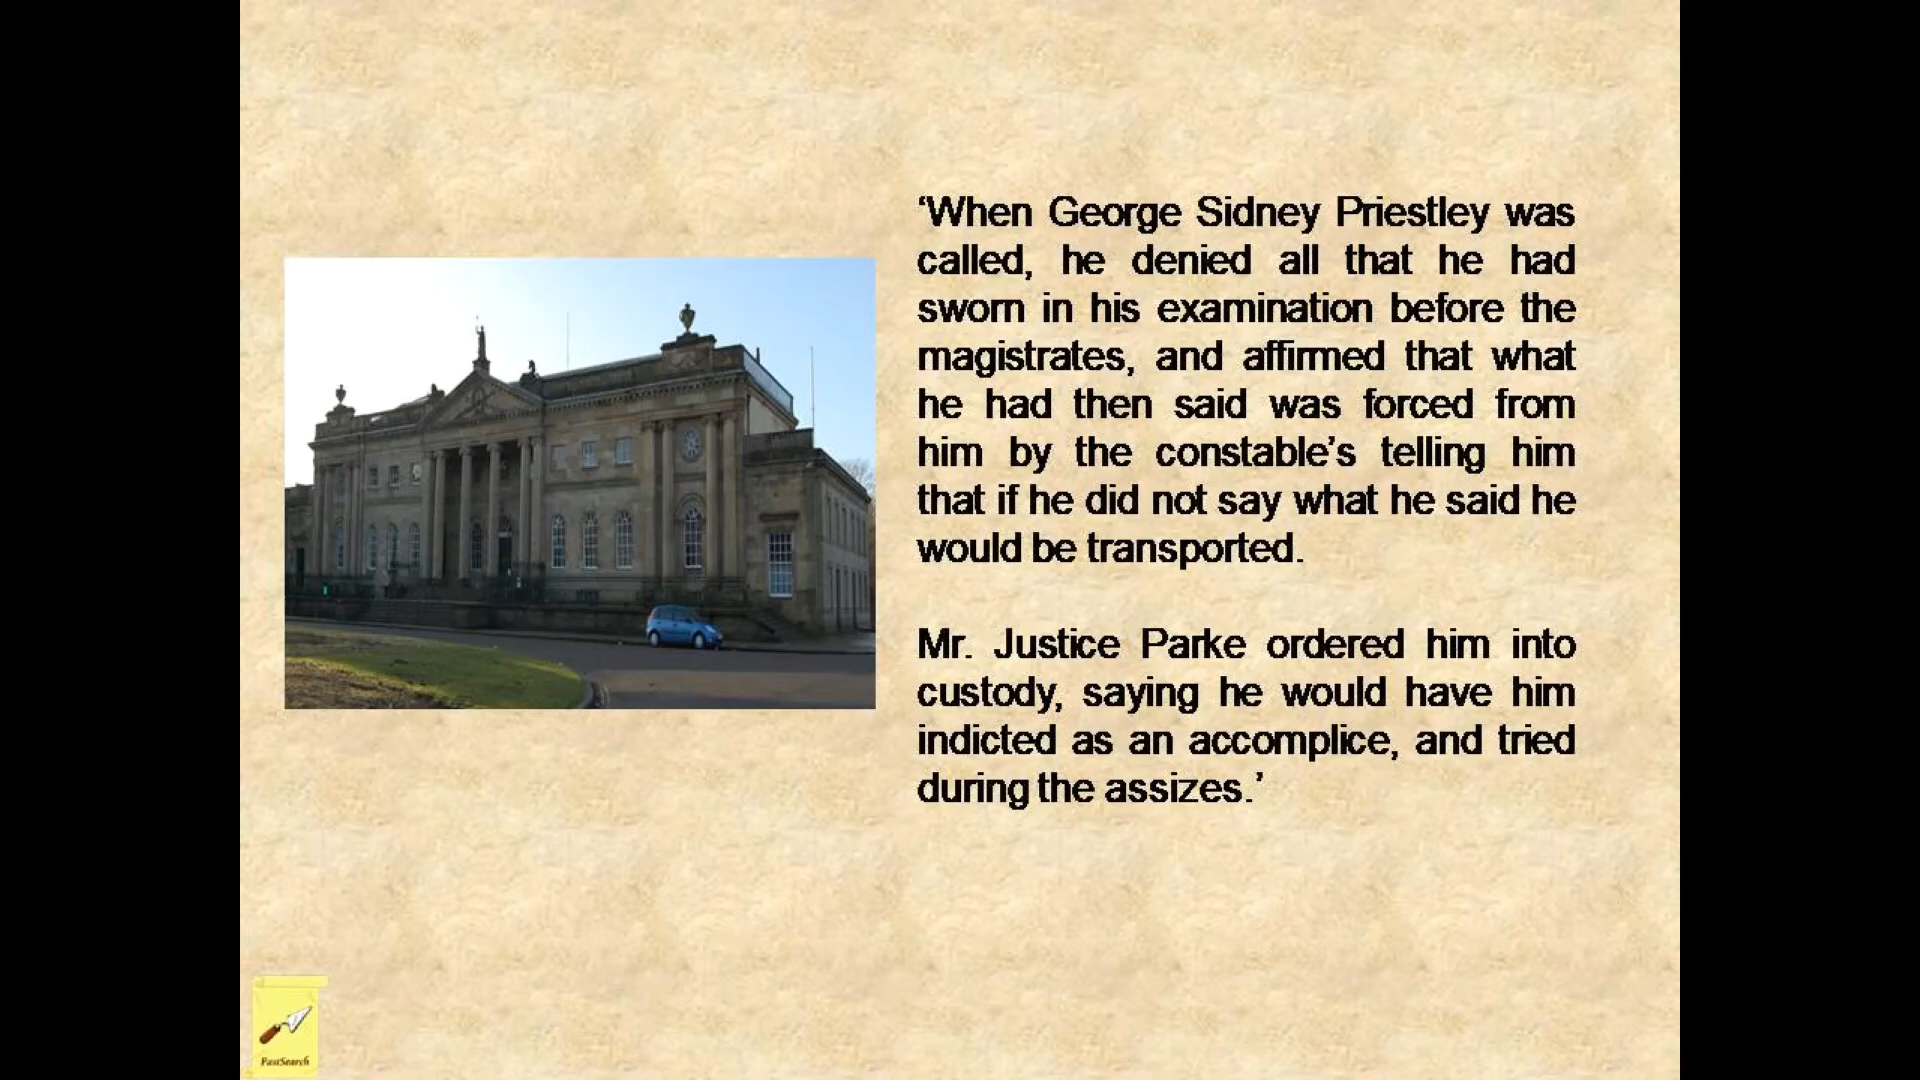 ‘When George Sidney Priestley was
called, he denied all that he had
sworn in his examination before the
magistrates, and affirmed that what
he had then said was forced from
him by the constable’s telling him
that if he did not say what he said he
would be transported.
Mr. Justice Parke ordered him into
custody, saying he would have him
indicted as an accomplice, and tried
during the assizes.’
PastSearch